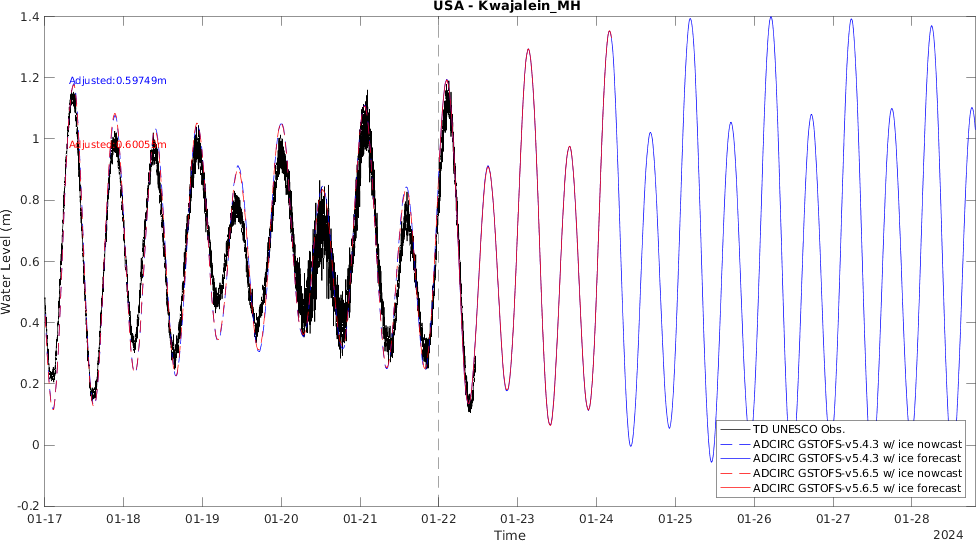 USA - Kwajalein_MH
1.4
1.2
1
0.8
0.6
0.4
0.2
0
-0.2
Water Level (m)
Adjusted:0.59749m
TD UNESCO Obs.
ADCIRC GSTOFS-v5.4.3 w/ ice nowcast
ADCIRC GSTOFS-v5.4.3 w/ ice forecast
ADCIRC GSTOFS-v5.6.5 w/ ice nowcast
ADCIRC GSTOFS-v5.6.5 w/ ice forecast
01-17 01-18 01-19 01-20 01-21 01-22 01-23 01-24 01-25 01-26 01-27 01-28
Time
2024